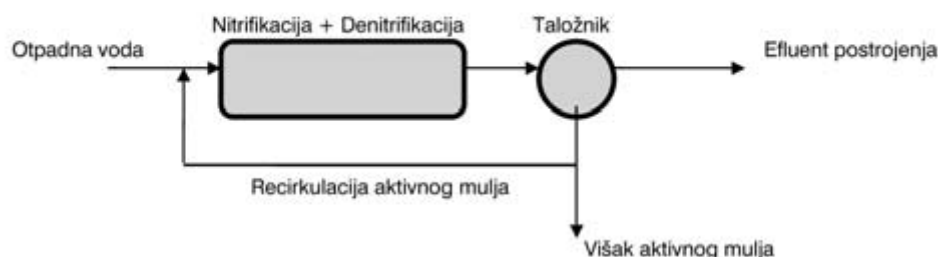 Nitrifikacija + Denitrifikacija
Taložnik
Otpadna voda
Efluent postrojenja
Recirkulacija aktivnog mulja
Višak aktivnog mulja